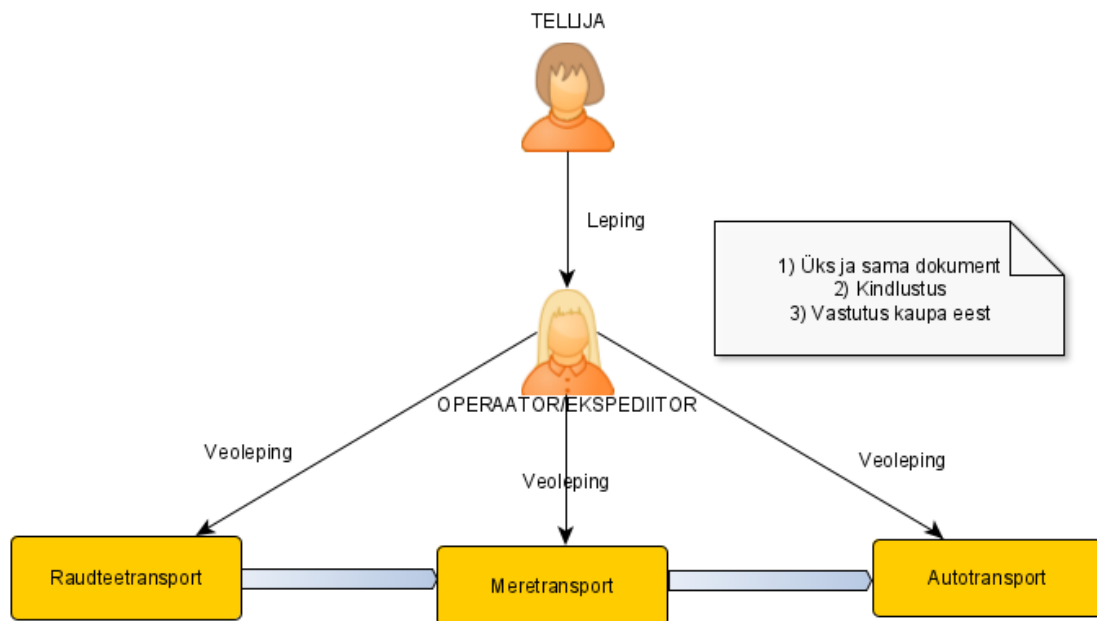 TELLIJA
Leping
1) Üks ja sama dokument
2) Kindlustus
3) Vastutus kaupa eest
OPERAATOR/EKSPEDIITOR
Veoleping
Veoleping
Veoleping
Raudteetransport
Meretransport
Autotransport